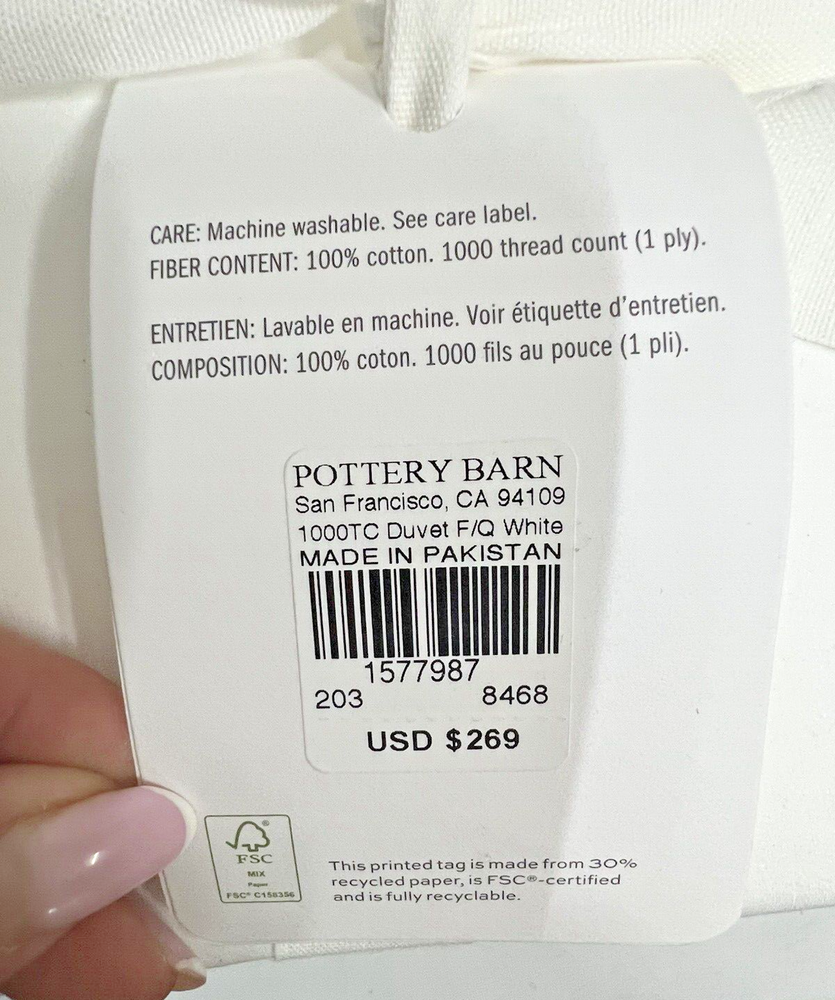 CARE: Machine washable. See care label.
FIBER CONTENT: 100% cotton. 1000 thread count (1 ply).
ENTRETIEN: Lavable en machine. Voir étiquette d'entretien.
COMPOSITION: 100% coton. 1000 fils au pouce (1 pli).
POTTERY BARN
San Francisco, CA 94109
1000TC Duvet F/Q White
MADE IN PAKISTAN
1577987
203 8468
USD $269
FSC
MIX
Paper
FSC® C158356
This printed tag is made from 30%
recycled paper, is FSC®-certified
and is fully recyclable.